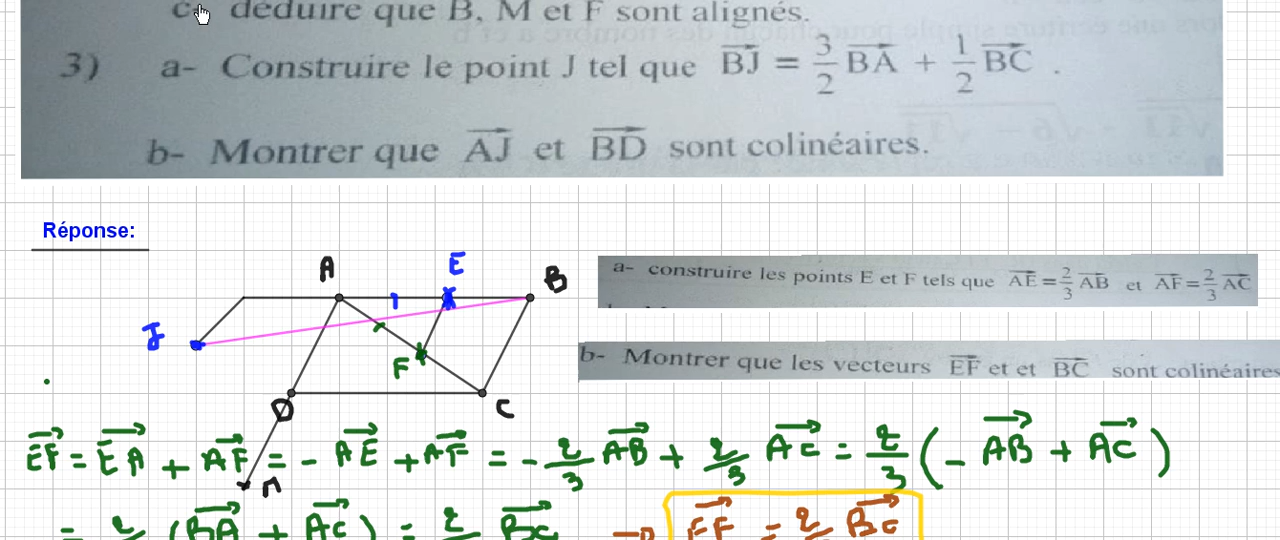 c- déduire que B, M et F sont alignés.
3) a- Construire le point J tel que BJ⃗ = 3/2 BA⃗ + 1/2 BC⃗ .
b- Montrer que AJ⃗ et BD⃗ sont colinéaires.
Réponse:
A E B
J
F
D C
M
a- construire les points E et F tels que AE⃗ = 2/3 AB⃗ et AF⃗ = 2/3 AC⃗
b- Montrer que les vecteurs EF⃗ et et BC⃗ sont colinéaires
EF⃗ = EA⃗ + AF⃗ = - AE⃗ + AF⃗ = - 2/3 AB⃗ + 2/3 AC⃗ = 2/3 ( - AB⃗ + AC⃗ )
= 2/ (BA⃗ + AC⃗) = 2/ BC⃗ → EF⃗ = 2/ BC⃗